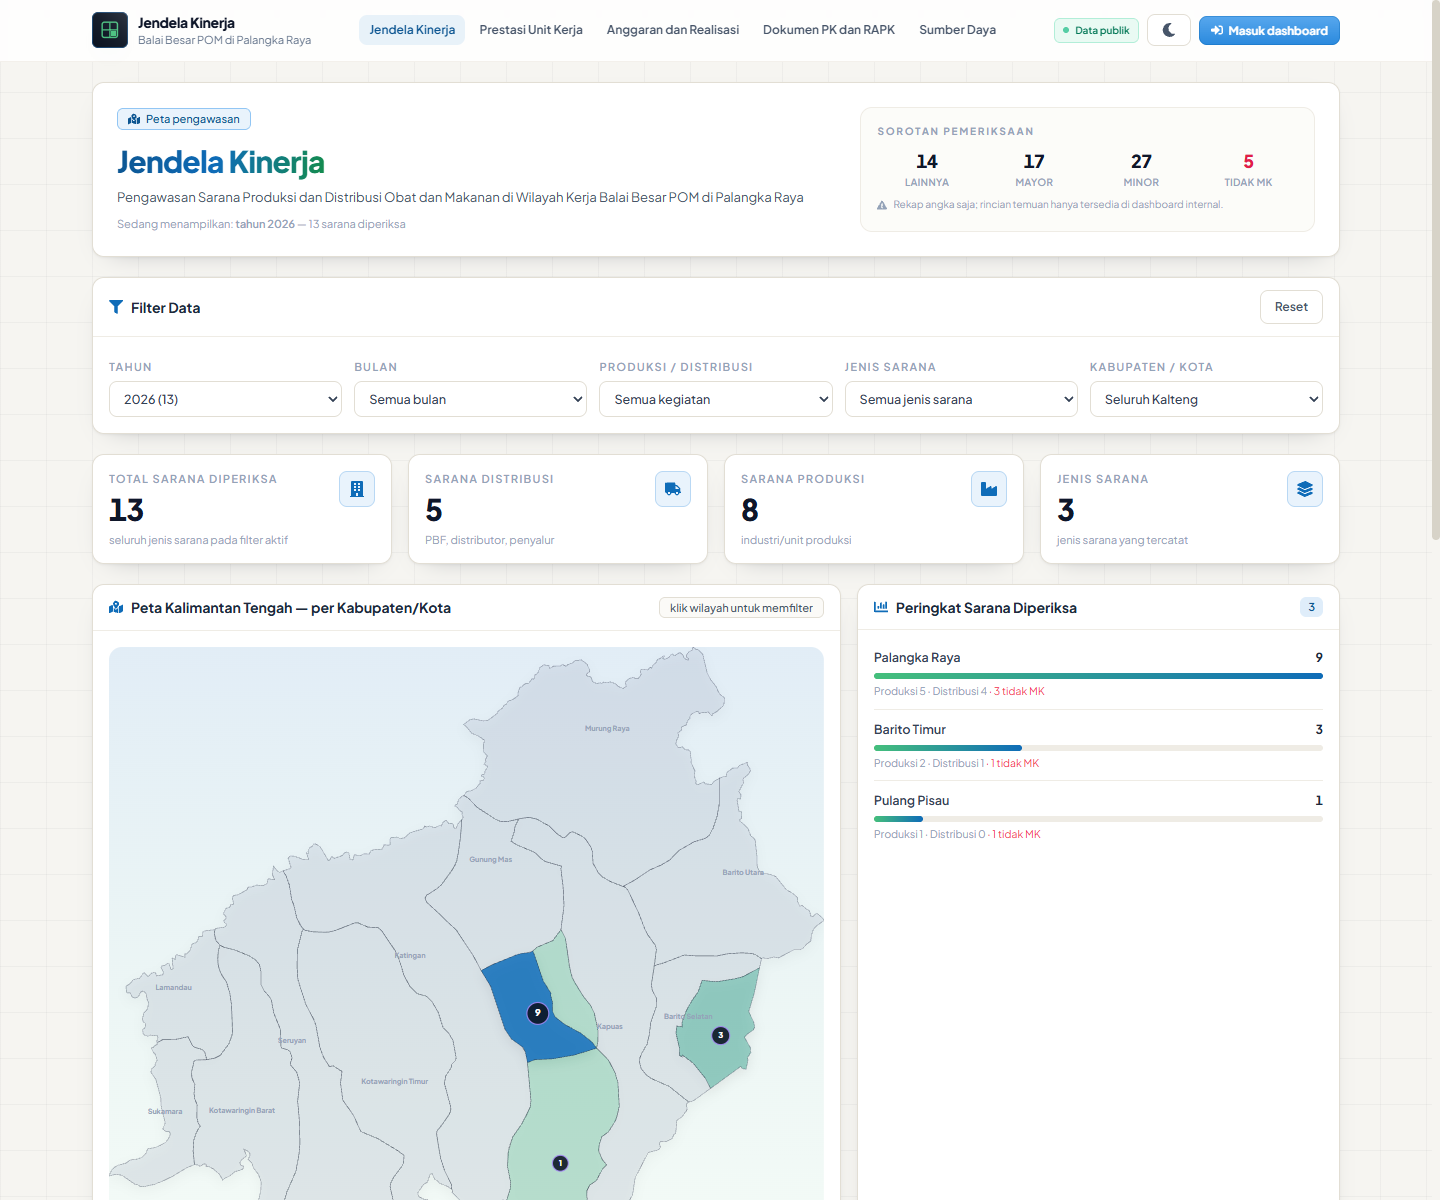 Jendela Kinerja
Balai Besar POM di Palangka Raya
Jendela Kinerja
Prestasi Unit Kerja
Anggaran dan Realisasi
Dokumen PK dan RAPK
Sumber Daya
Data publik
Masuk dashboard
Peta pengawasan
Jendela Kinerja
Pengawasan Sarana Produksi dan Distribusi Obat dan Makanan di Wilayah Kerja Balai Besar POM di Palangka Raya
Sedang menampilkan: tahun 2026 — 13 sarana diperiksa
SOROTAN PEMERIKSAAN
14 17 27 5
LAINNYA MAYOR MINOR TIDAK MK
Rekap angka saja; rincian temuan hanya tersedia di dashboard internal.
Filter Data
Reset
TAHUN BULAN PRODUKSI / DISTRIBUSI JENIS SARANA KABUPATEN / KOTA
2026 (13) Semua bulan Semua kegiatan Semua jenis sarana Seluruh Kalteng
TOTAL SARANA DIPERIKSA
13
seluruh jenis sarana pada filter aktif
SARANA DISTRIBUSI
5
PBF, distributor, penyalur
SARANA PRODUKSI
8
industri/unit produksi
JENIS SARANA
3
jenis sarana yang tercatat
Peta Kalimantan Tengah — per Kabupaten/Kota
klik wilayah untuk memfilter
Murung Raya
Gunung Mas
Barito Utara
Katingan
Lamandau
9
Barito Selatan
Kapuas
3
Seruyan
Kotawaringin Timur
Sukamara
Kotawaringin Barat
1
Peringkat Sarana Diperiksa
3
Palangka Raya 9
Produksi 5 · Distribusi 4 · 3 tidak MK
Barito Timur 3
Produksi 2 · Distribusi 1 · 1 tidak MK
Pulang Pisau 1
Produksi 1 · Distribusi 0 · 1 tidak MK